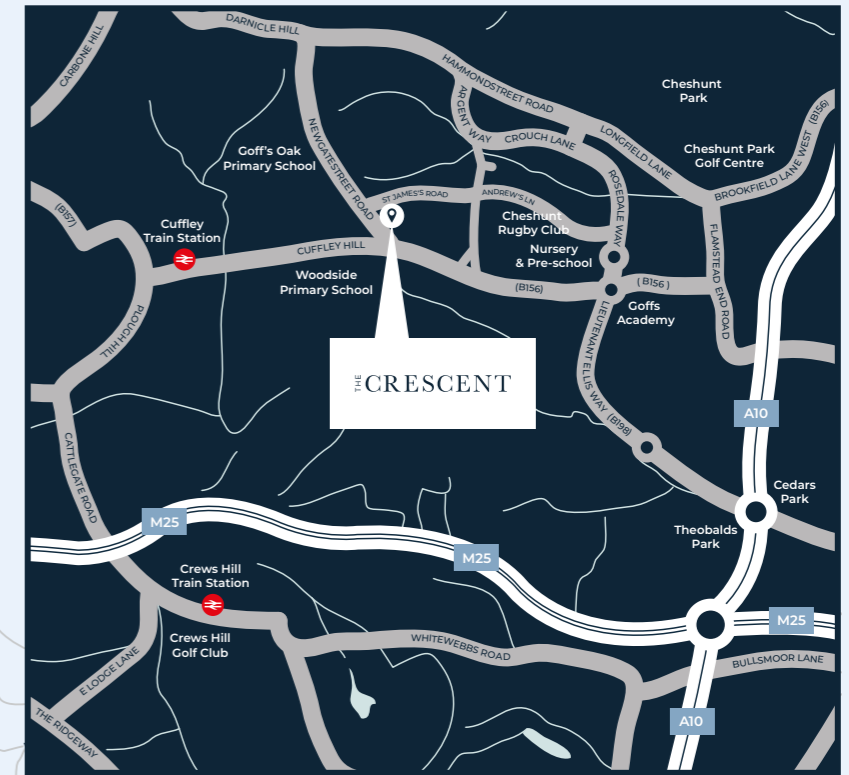 CARBONE HILL
DARNICLE HILL
HAMMONDSTREET ROAD
Cheshunt
Park
ARGENT WAY
CROUCH LANE
LONGFIELD LANE
Cheshunt Park
Golf Centre
BROOKFIELD LANE WEST (B156)
NEWGATESTREET ROAD
Goff's Oak
Primary School
ROSEDALE WAY
ST JAMES'S ROAD
ANDREW'S LN
(B157)
Cuffley
Train Station
Cheshunt
Rugby Club
FLAMSTEAD END ROAD
CUFFLEY HILL
Nursery
& Pre-school
Woodside
Primary School
(B156)
(B156)
Goffs
Academy
PLOUGH HILL
LIEUTENANT ELLIS WAY (B198)
THE CRESCENT
A10
CATTLEGATE ROAD
Cedars
Park
M25
Theobalds
Park
M25
Crews Hill
Train Station
M25
Crews Hill
Golf Club
WHITEWEBBS ROAD
BULLSMOOR LANE
E LODGE LANE
THE RIDGEWAY
A10